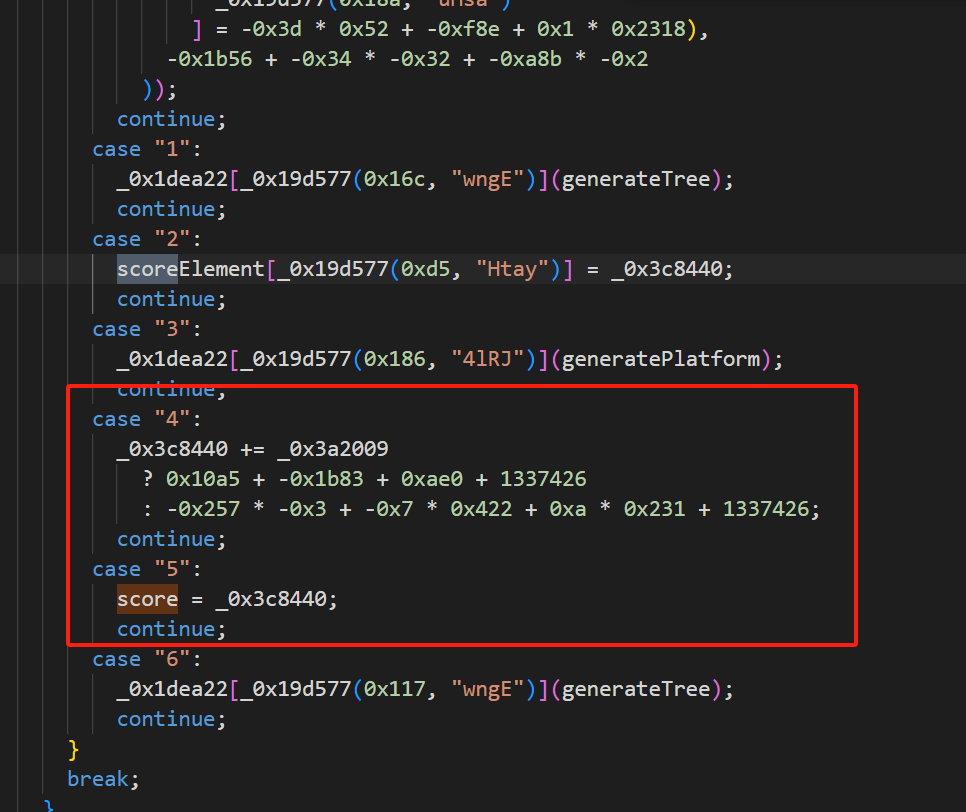 ] = -0x3d * 0x52 + -0xf8e + 0x1 * 0x2318),
-0x1b56 + -0x34 * -0x32 + -0xa8b * -0x2
));
continue;
case "1":
_0x1dea22[_0x19d577(0x16c, "wngE")](generateTree);
continue;
case "2":
scoreElement[_0x19d577(0xd5, "Htay")] = _0x3c8440;
continue;
case "3":
_0x1dea22[_0x19d577(0x186, "4lRJ")](generatePlatform);
continue;
case "4":
_0x3c8440 += _0x3a2009
? 0x10a5 + -0x1b83 + 0xae0 + 1337426
: -0x257 * -0x3 + -0x7 * 0x422 + 0xa * 0x231 + 1337426;
continue;
case "5":
score = _0x3c8440;
continue;
case "6":
_0x1dea22[_0x19d577(0x117, "wngE")](generateTree);
continue;
}
break;
}